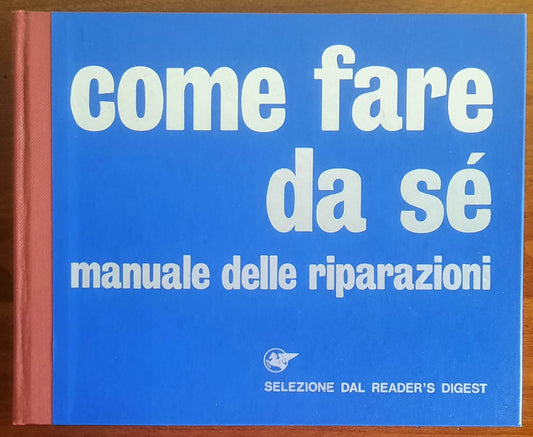 come fare
da sé
manuale delle riparazioni
SELEZIONE DAL READER'S DIGEST